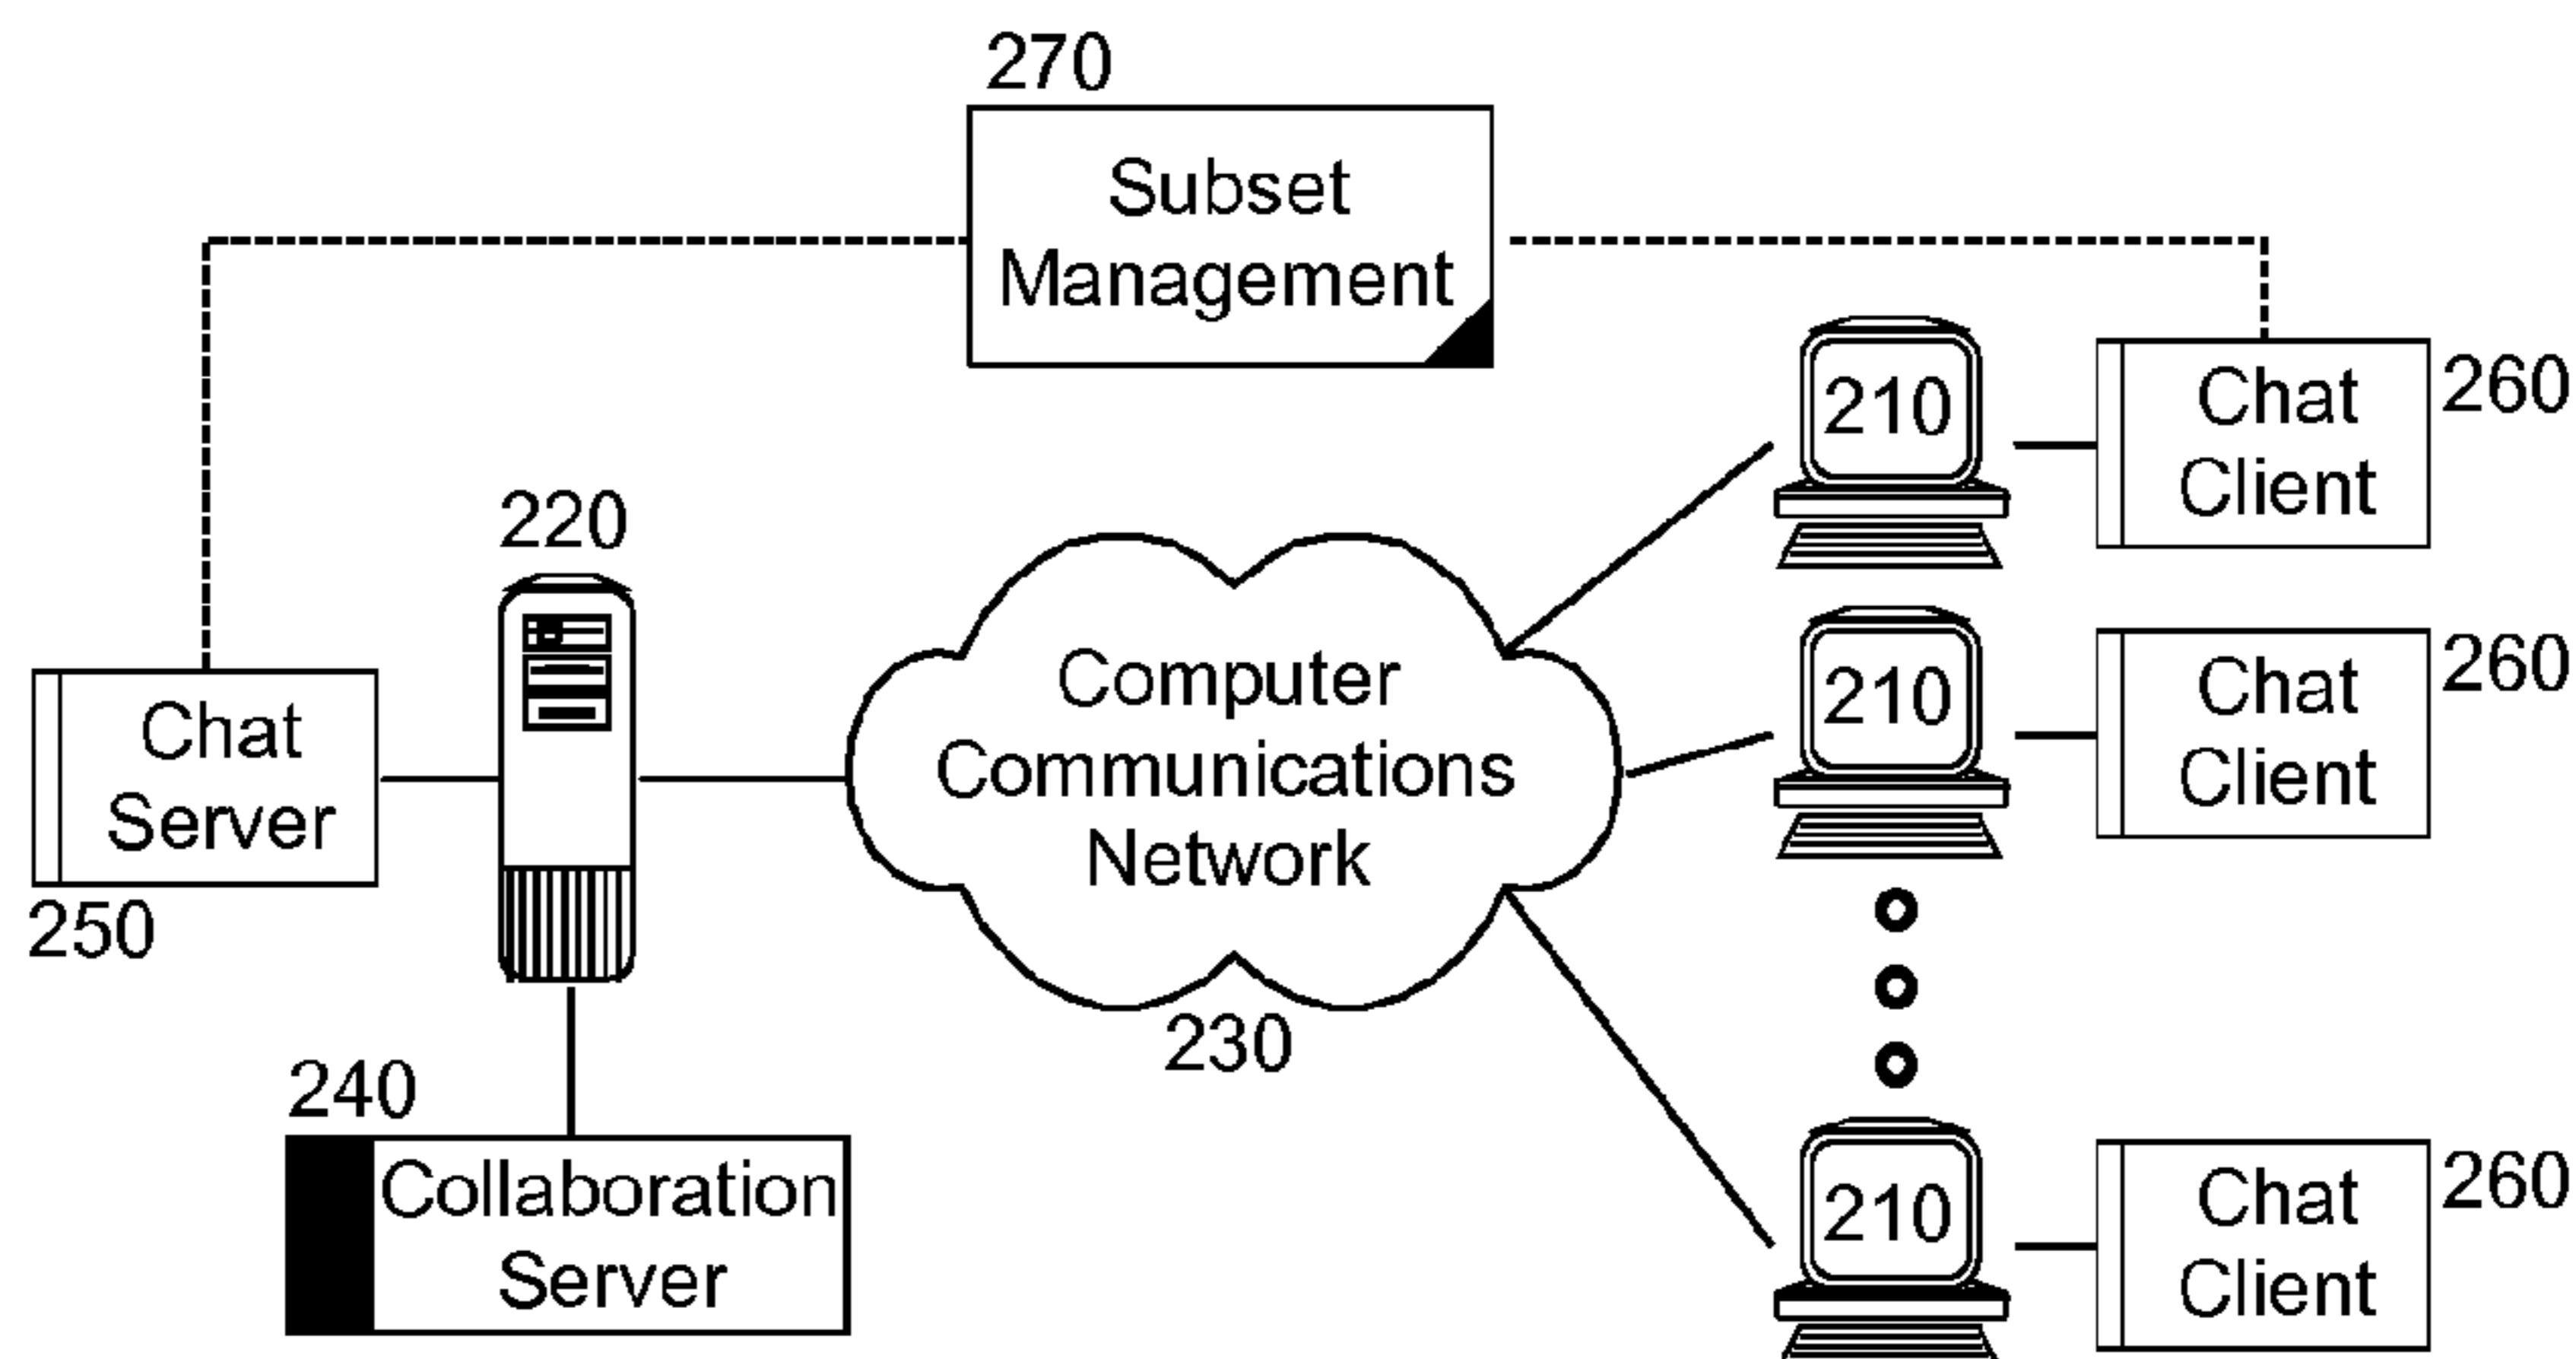 270
Subset
Management
210
Chat
Client
260
220
210
Chat
Client
260
Chat
Server
250
Computer
Communications
Network
230
240
Collaboration
Server
210
Chat
Client
260